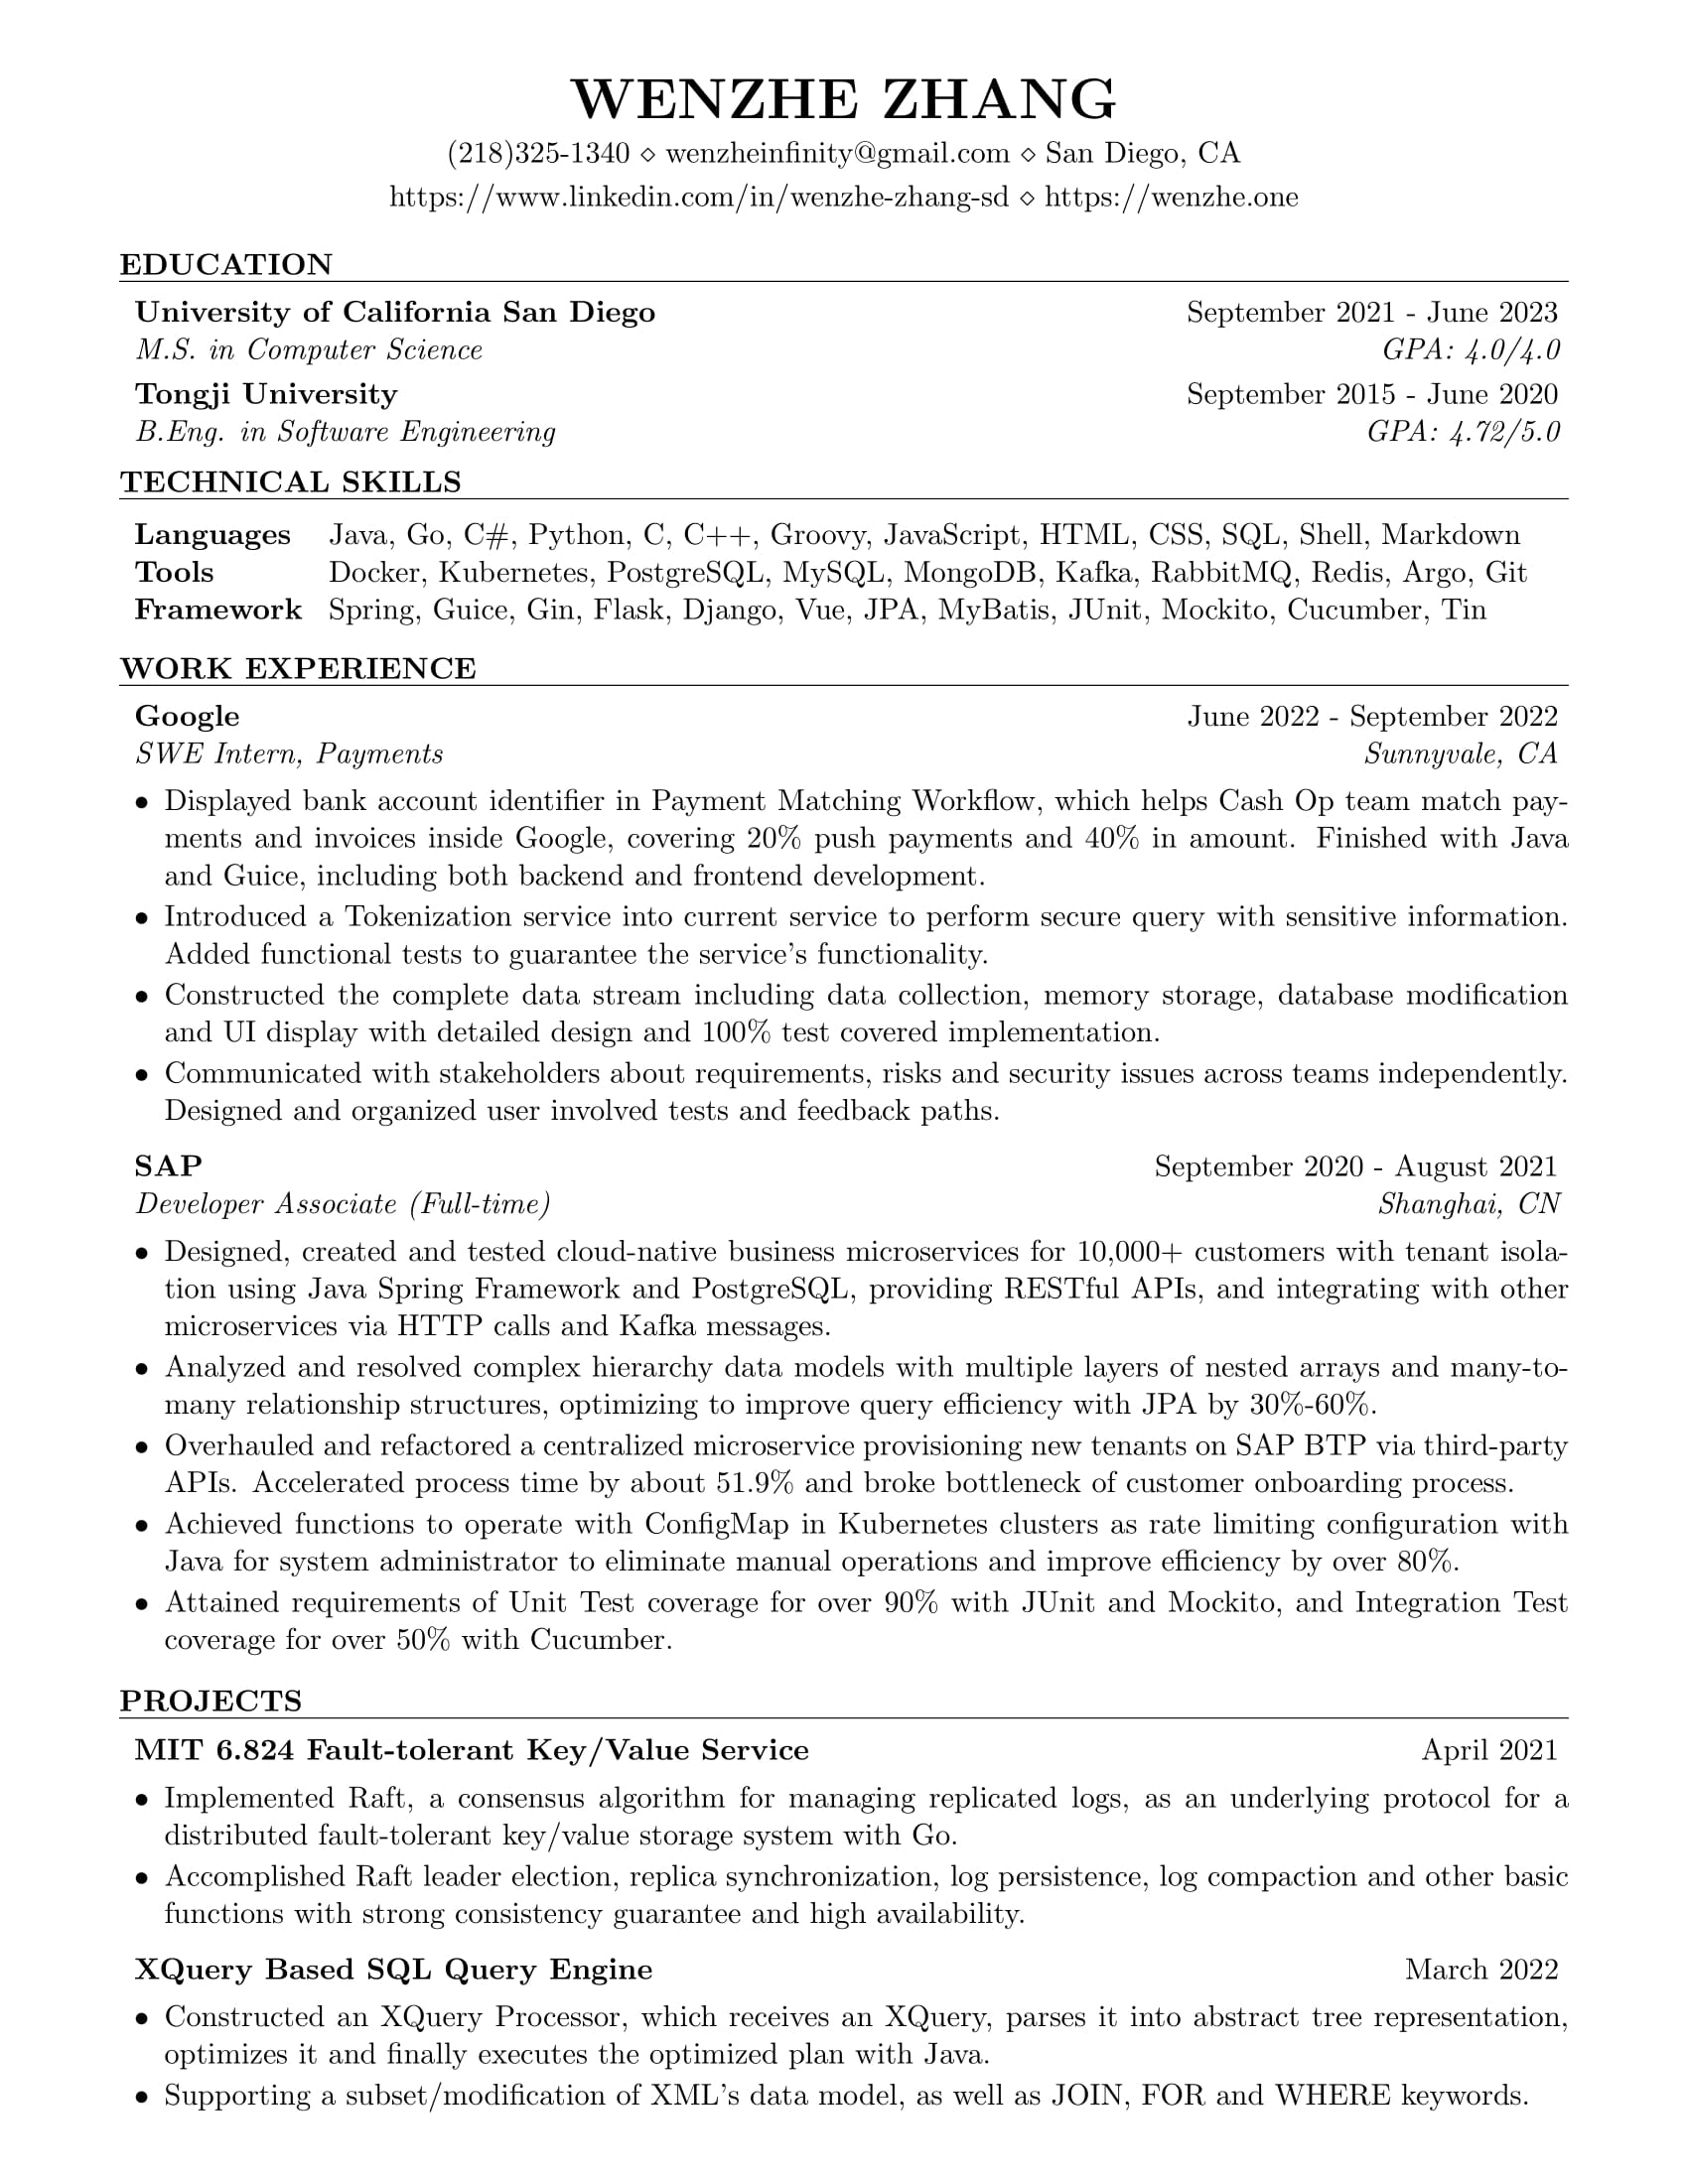 WENZHE ZHANG
(218)325-1340 ⋄ wenzheinfinity@gmail.com ⋄ San Diego, CA
https://www.linkedin.com/in/wenzhe-zhang-sd ⋄ https://wenzhe.one
EDUCATION
University of California San Diego September 2021 - June 2023
M.S. in Computer Science GPA: 4.0/4.0
Tongji University September 2015 - June 2020
B.Eng. in Software Engineering GPA: 4.72/5.0
TECHNICAL SKILLS
Languages Java, Go, C#, Python, C, C++, Groovy, JavaScript, HTML, CSS, SQL, Shell, Markdown
Tools Docker, Kubernetes, PostgreSQL, MySQL, MongoDB, Kafka, RabbitMQ, Redis, Argo, Git
Framework Spring, Guice, Gin, Flask, Django, Vue, JPA, MyBatis, JUnit, Mockito, Cucumber, Tin
WORK EXPERIENCE
Google June 2022 - September 2022
SWE Intern, Payments Sunnyvale, CA
• Displayed bank account identifier in Payment Matching Workflow, which helps Cash Op team match pay-
ments and invoices inside Google, covering 20% push payments and 40% in amount. Finished with Java
and Guice, including both backend and frontend development.
• Introduced a Tokenization service into current service to perform secure query with sensitive information.
Added functional tests to guarantee the service's functionality.
• Constructed the complete data stream including data collection, memory storage, database modification
and UI display with detailed design and 100% test covered implementation.
• Communicated with stakeholders about requirements, risks and security issues across teams independently.
Designed and organized user involved tests and feedback paths.
SAP September 2020 - August 2021
Developer Associate (Full-time) Shanghai, CN
• Designed, created and tested cloud-native business microservices for 10,000+ customers with tenant isola-
tion using Java Spring Framework and PostgreSQL, providing RESTful APIs, and integrating with other
microservices via HTTP calls and Kafka messages.
• Analyzed and resolved complex hierarchy data models with multiple layers of nested arrays and many-to-
many relationship structures, optimizing to improve query efficiency with JPA by 30%-60%.
• Overhauled and refactored a centralized microservice provisioning new tenants on SAP BTP via third-party
APIs. Accelerated process time by about 51.9% and broke bottleneck of customer onboarding process.
• Achieved functions to operate with ConfigMap in Kubernetes clusters as rate limiting configuration with
Java for system administrator to eliminate manual operations and improve efficiency by over 80%.
• Attained requirements of Unit Test coverage for over 90% with JUnit and Mockito, and Integration Test
coverage for over 50% with Cucumber.
PROJECTS
MIT 6.824 Fault-tolerant Key/Value Service April 2021
• Implemented Raft, a consensus algorithm for managing replicated logs, as an underlying protocol for a
distributed fault-tolerant key/value storage system with Go.
• Accomplished Raft leader election, replica synchronization, log persistence, log compaction and other basic
functions with strong consistency guarantee and high availability.
XQuery Based SQL Query Engine March 2022
• Constructed an XQuery Processor, which receives an XQuery, parses it into abstract tree representation,
optimizes it and finally executes the optimized plan with Java.
• Supporting a subset/modification of XML's data model, as well as JOIN, FOR and WHERE keywords.